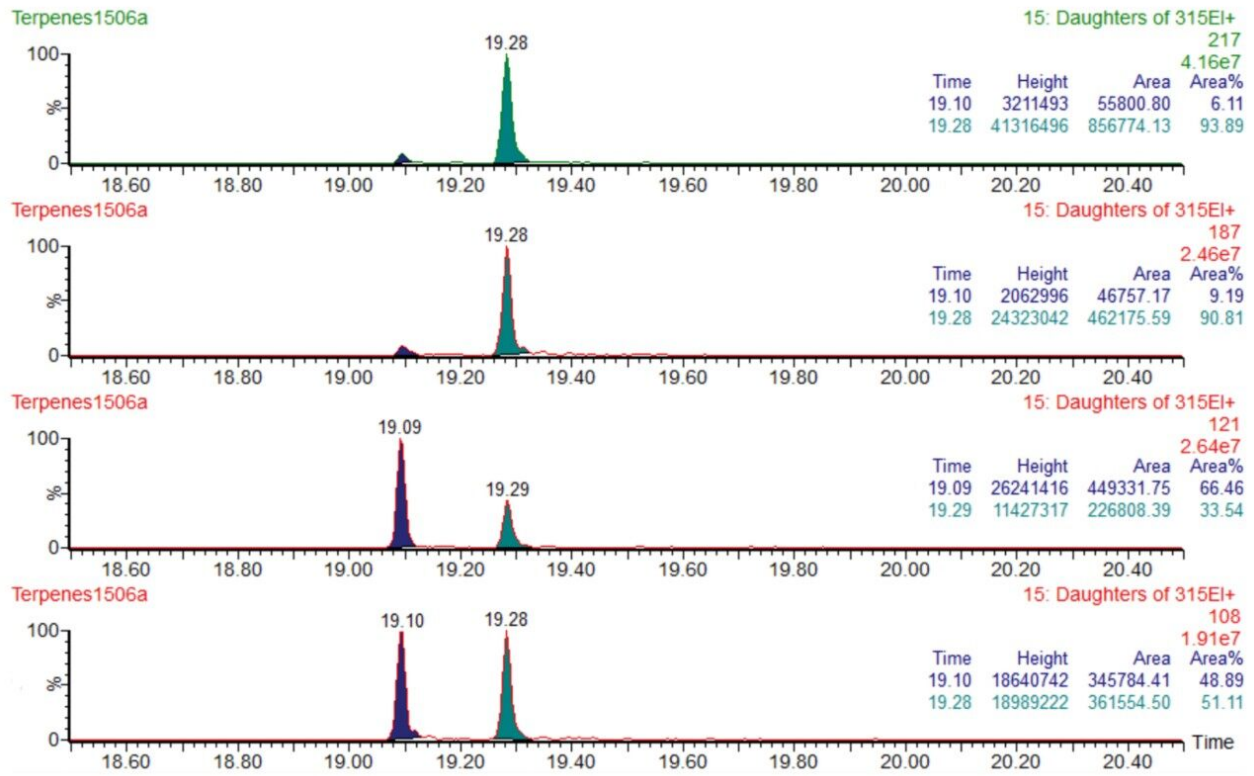 Terpenes1506a 15: Daughters of 315EI+
217
4.16e7
19.28
100
%
0
Time Height Area Area%
19.10 3211493 55800.80 6.11
19.28 41316496 856774.13 93.89
18.60 18.80 19.00 19.20 19.40 19.60 19.80 20.00 20.20 20.40
Terpenes1506a 15: Daughters of 315EI+
187
2.46e7
19.28
100
%
0
Time Height Area Area%
19.10 2062996 46757.17 9.19
19.28 24323042 462175.59 90.81
18.60 18.80 19.00 19.20 19.40 19.60 19.80 20.00 20.20 20.40
Terpenes1506a 15: Daughters of 315EI+
121
2.64e7
19.09
19.29
100
%
0
Time Height Area Area%
19.09 26241416 449331.75 66.46
19.29 11427317 226808.39 33.54
18.60 18.80 19.00 19.20 19.40 19.60 19.80 20.00 20.20 20.40
Terpenes1506a 15: Daughters of 315EI+
108
1.91e7
19.10 19.28
100
%
0
Time Height Area Area%
19.10 18640742 345784.41 48.89
19.28 18989222 361554.50 51.11
Time
18.60 18.80 19.00 19.20 19.40 19.60 19.80 20.00 20.20 20.40